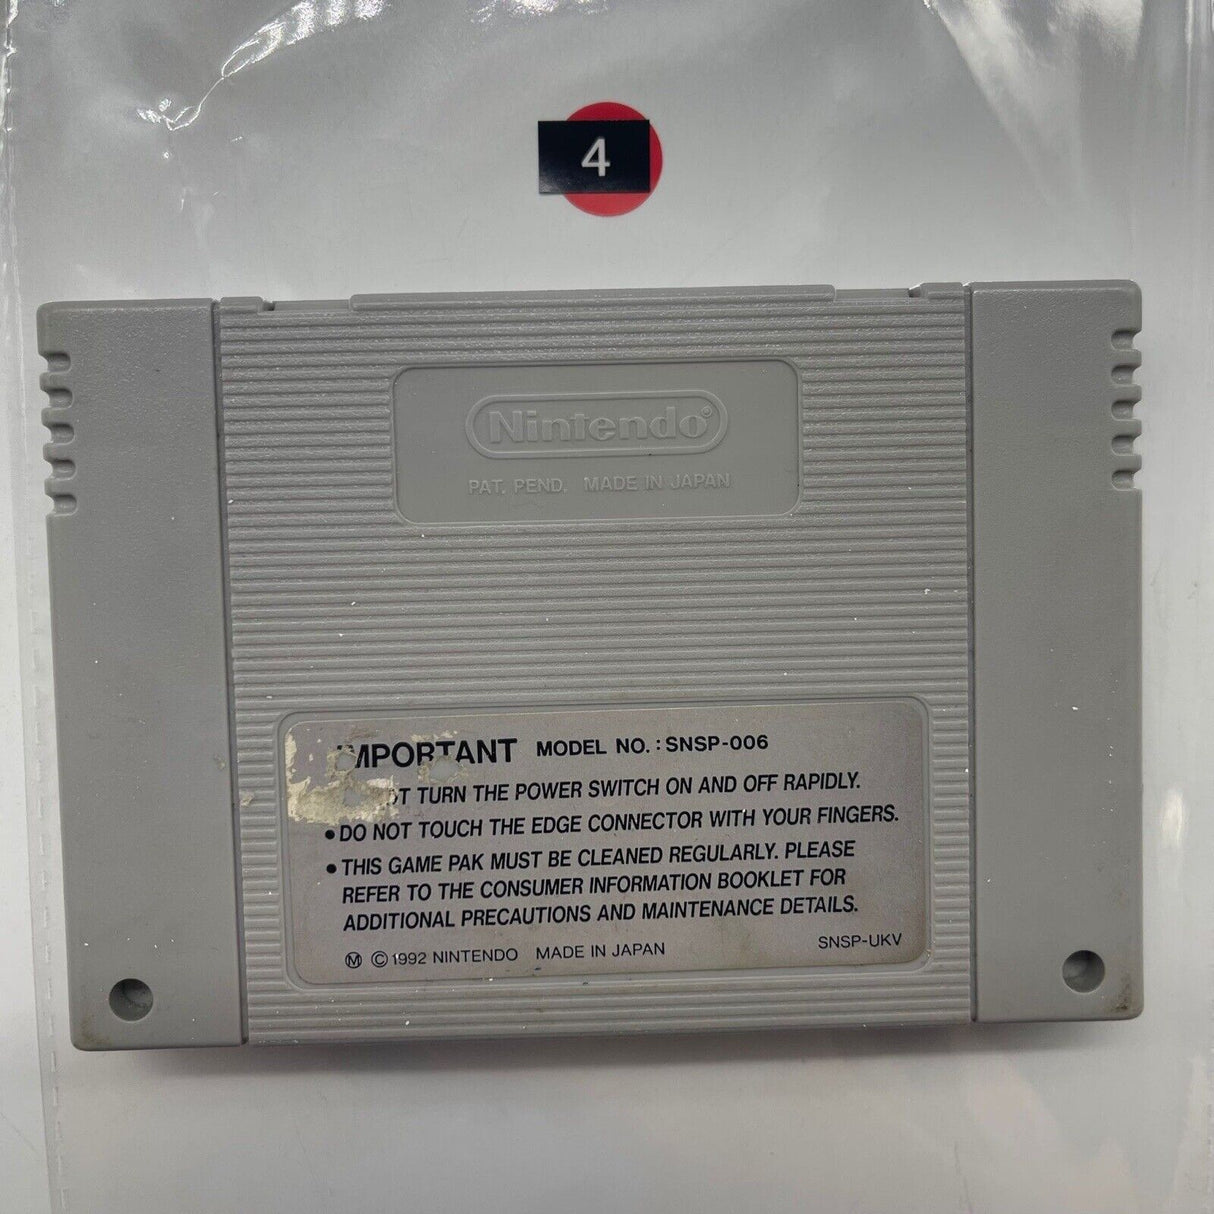 4
Nintendo®
PAT. PEND. MADE IN JAPAN
IMPORTANT MODEL NO.: SNSP-006
OT TURN THE POWER SWITCH ON AND OFF RAPIDLY.
•DO NOT TOUCH THE EDGE CONNECTOR WITH YOUR FINGERS.
•THIS GAME PAK MUST BE CLEANED REGULARLY. PLEASE
REFER TO THE CONSUMER INFORMATION BOOKLET FOR
ADDITIONAL PRECAUTIONS AND MAINTENANCE DETAILS.
Ⓜ © 1992 NINTENDO MADE IN JAPAN SNSP-UKV